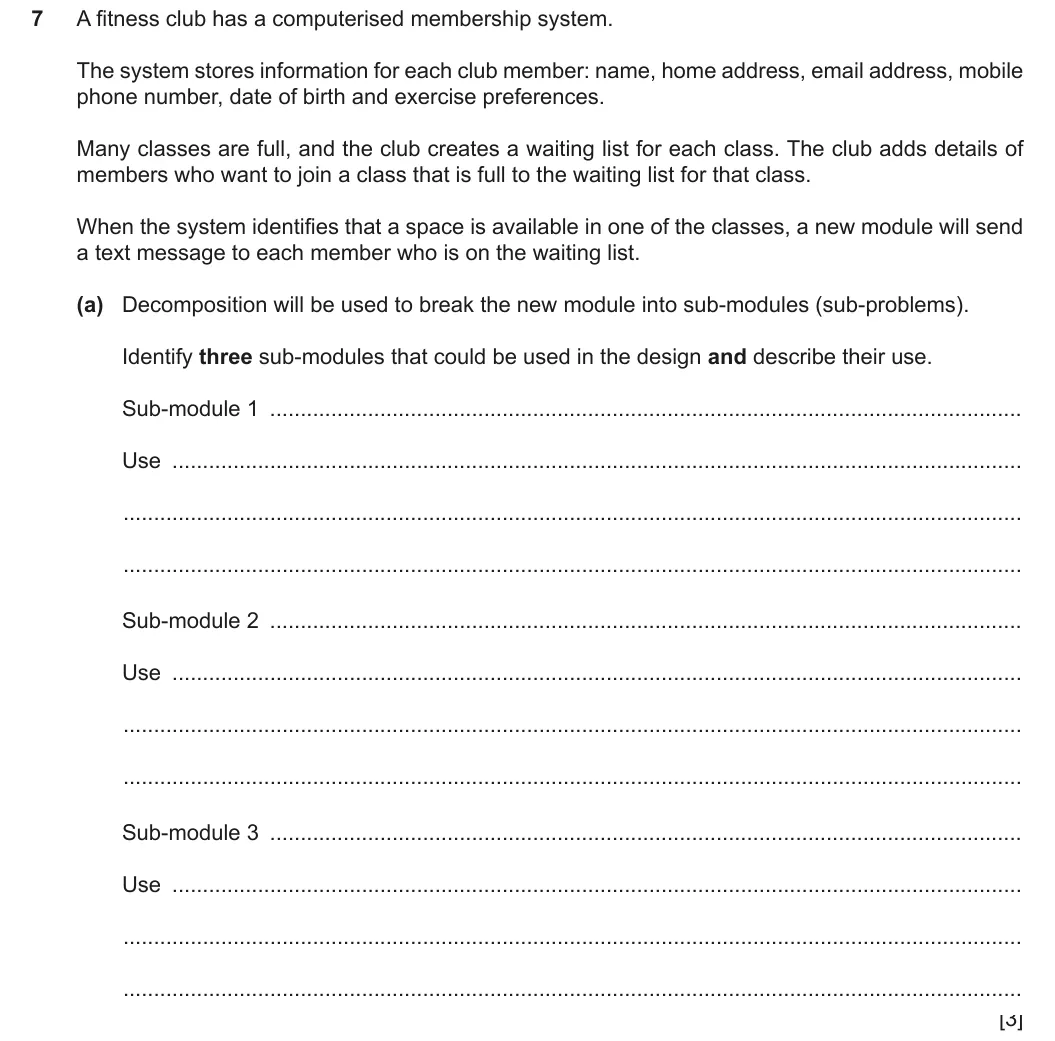 7 A fitness club has a computerised membership system.
The system stores information for each club member: name, home address, email address, mobile
phone number, date of birth and exercise preferences.
Many classes are full, and the club creates a waiting list for each class. The club adds details of
members who want to join a class that is full to the waiting list for that class.
When the system identifies that a space is available in one of the classes, a new module will send
a text message to each member who is on the waiting list.
(a) Decomposition will be used to break the new module into sub-modules (sub-problems).
Identify three sub-modules that could be used in the design and describe their use.
Sub-module 1 ................................................................
Use ................................................................
................................................................
................................................................
Sub-module 2 ................................................................
Use ................................................................
................................................................
................................................................
Sub-module 3 ................................................................
Use ................................................................
................................................................
................................................................
[3]